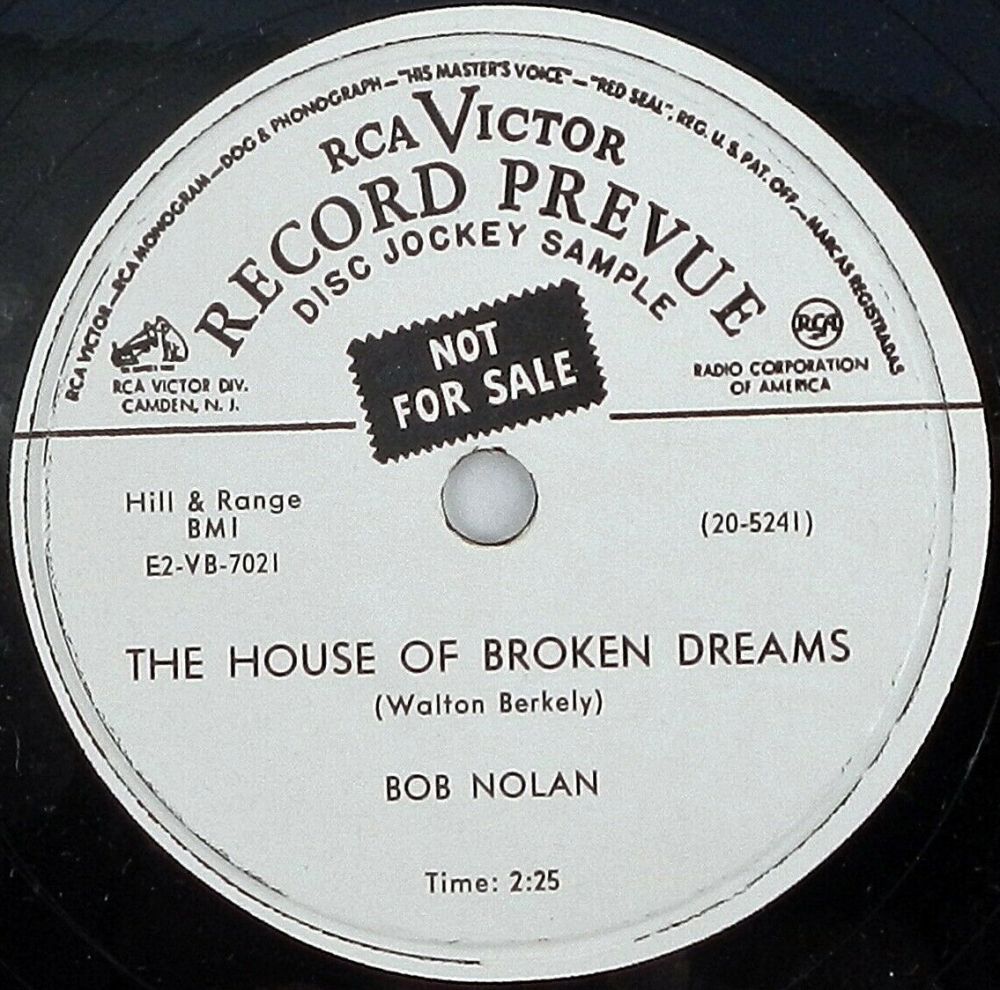 RCA VICTOR — RCA MONOGRAM — DOG & PHONOGRAPH — "HIS MASTER'S VOICE" — "RED SEAL", REG. U. S. PAT. OFF. — MARCAS REGISTRADAS
RCA VICTOR
RECORD PREVUE
DISC JOCKEY SAMPLE
NOT
FOR SALE
RCA VICTOR DIV.
CAMDEN, N. J.
RCA
RADIO CORPORATION
OF AMERICA
Hill & Range
BMI
E2-VB-7021
(20-5241)
THE HOUSE OF BROKEN DREAMS
(Walton Berkely)
BOB NOLAN
Time: 2:25